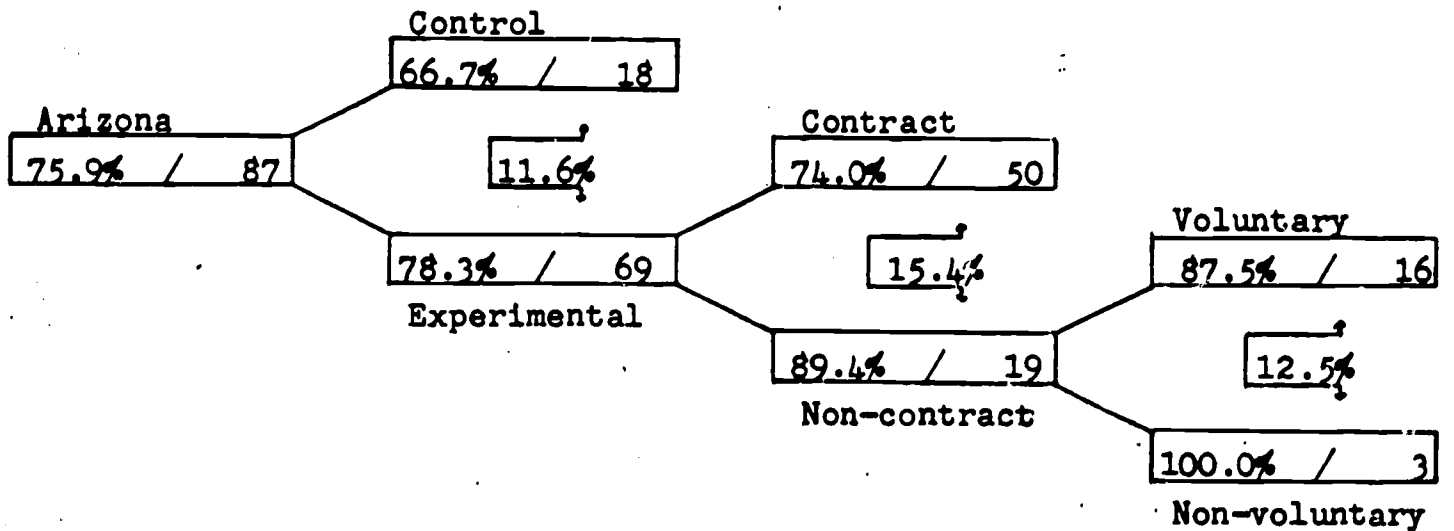 Control
66.7% / 18
Arizona
75.9% / 87
11.6%
Contract
74.0% / 50
78.3% / 69
Experimental
15.4%
Voluntary
87.5% / 16
89.4% / 19
Non-contract
12.5%
100.0% / 3
Non-voluntary